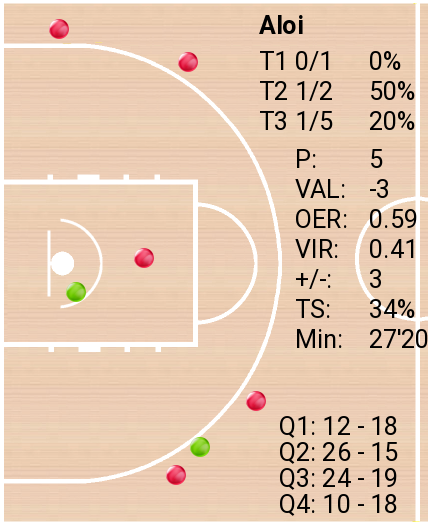 Aloi
T1 0/1 0%
T2 1/2 50%
T3 1/5 20%
P: 5
VAL: -3
OER: 0.59
VIR: 0.41
+/-: 3
TS: 34%
Min: 27'20
Q1: 12 - 18
Q2: 26 - 15
Q3: 24 - 19
Q4: 10 - 18